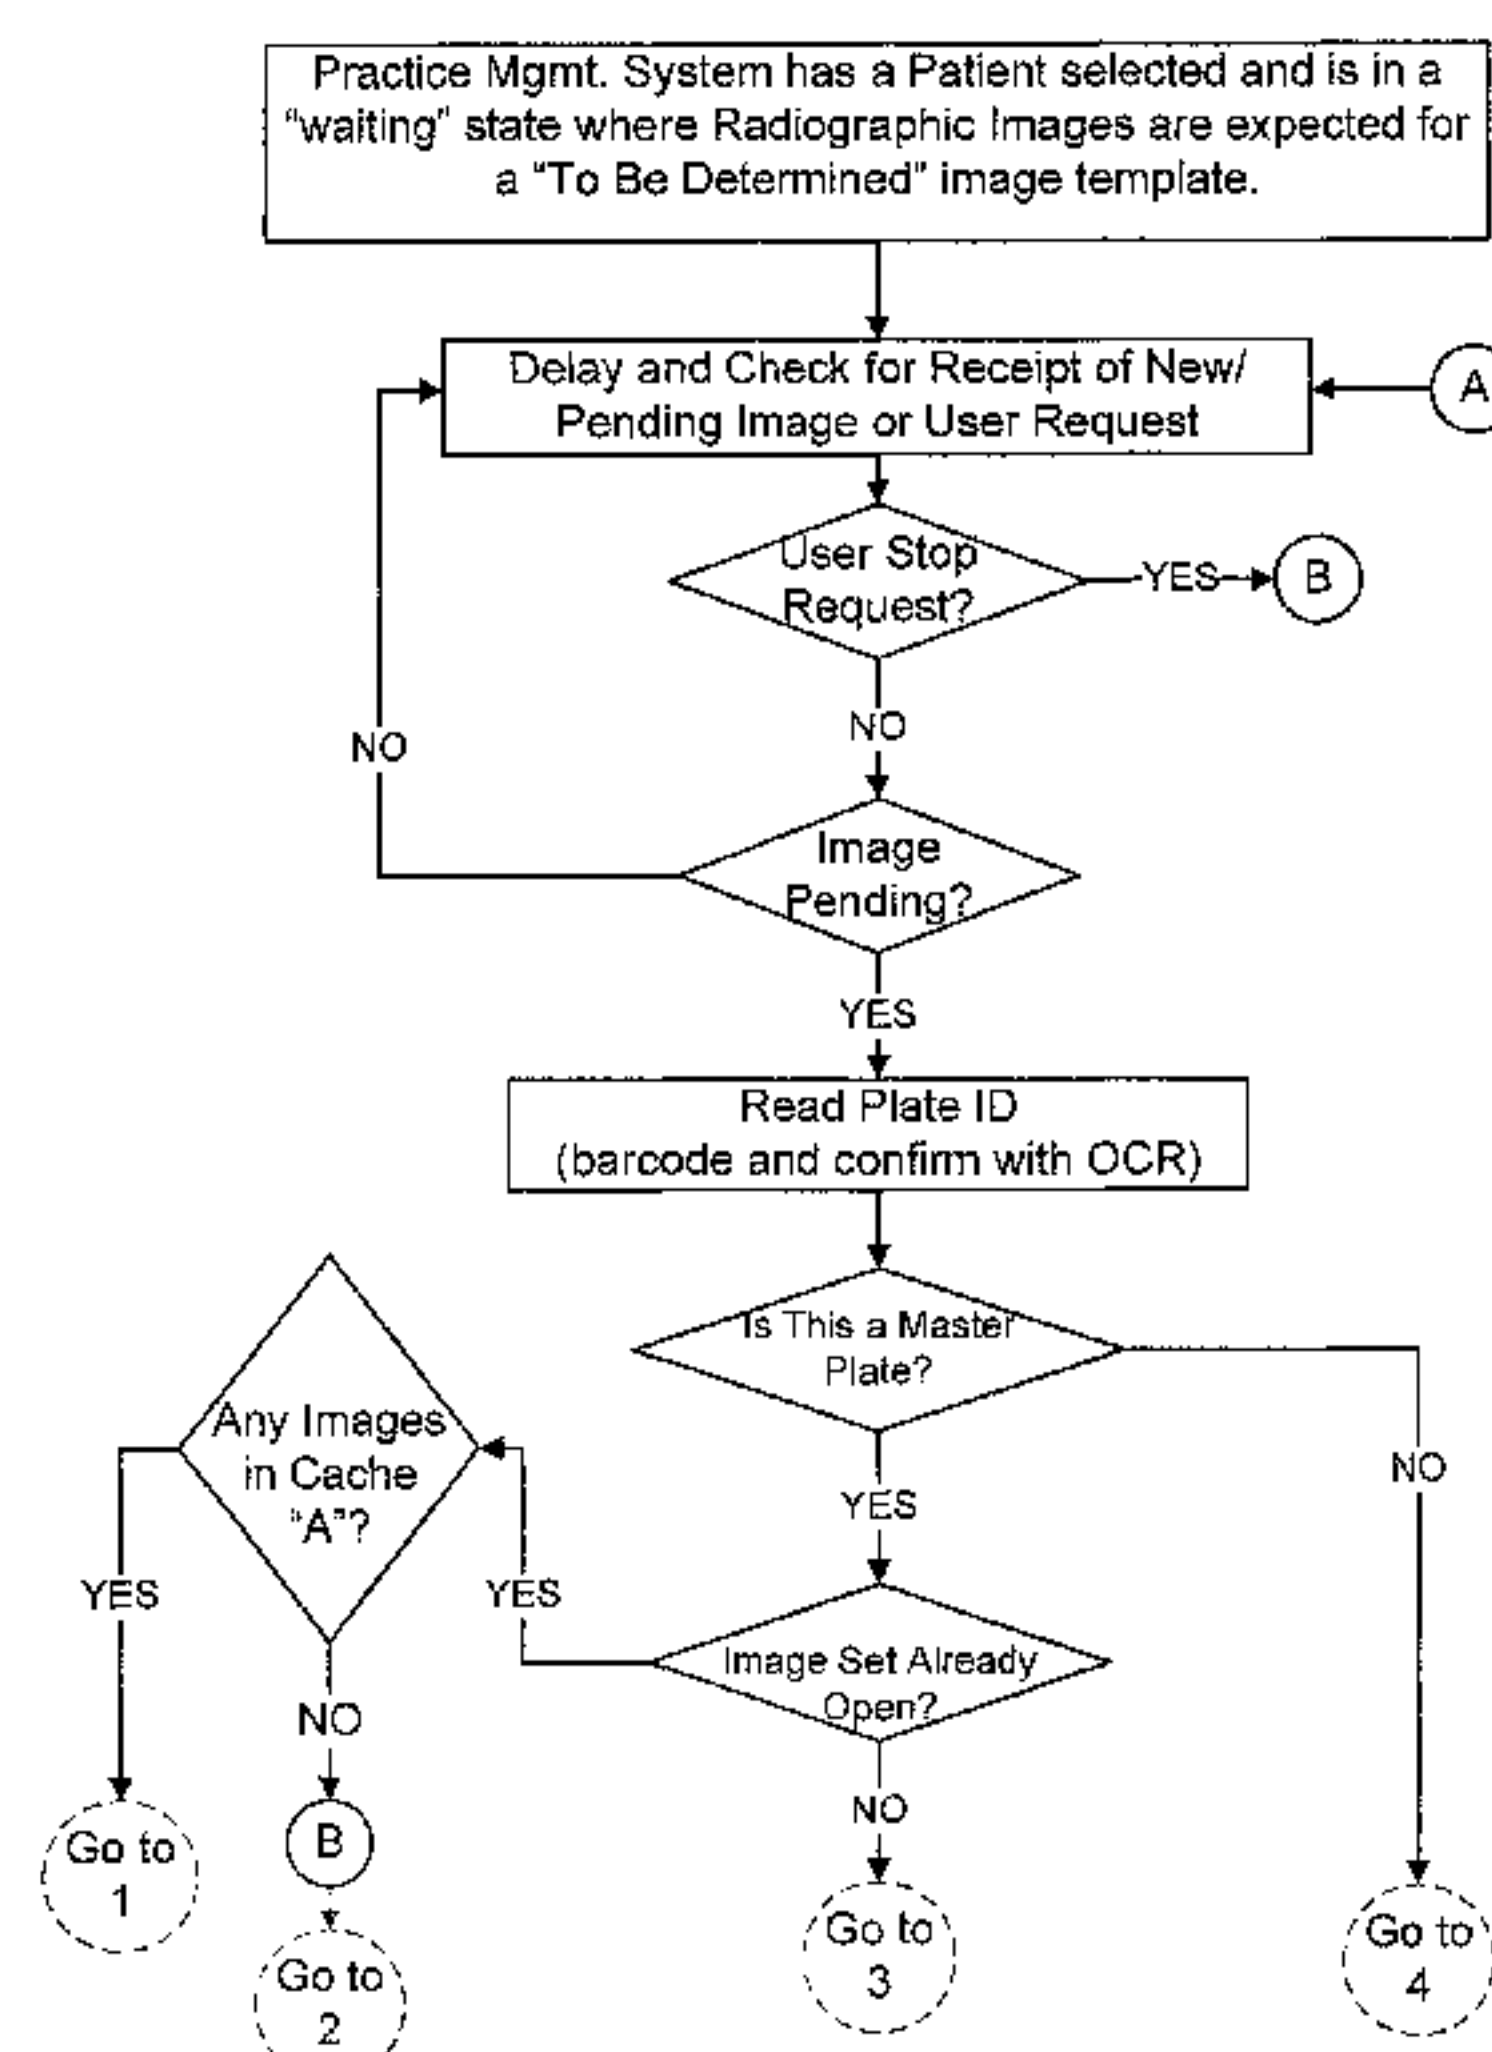 Practice Mgmt. System has a Patient selected and is in a
"waiting" state where Radiographic Images are expected for
a "To Be Determined" image template.
Delay and Check for Receipt of New/
Pending Image or User Request
A
User Stop
Request?
YES
B
NO
NO
Image
Pending?
YES
Read Plate ID
(barcode and confirm with OCR)
Is This a Master
Plate?
NO
YES
Any Images
in Cache
"A"?
YES
YES
Image Set Already
Open?
NO
NO
B
Go to
1
Go to
2
Go to
3
Go to
4